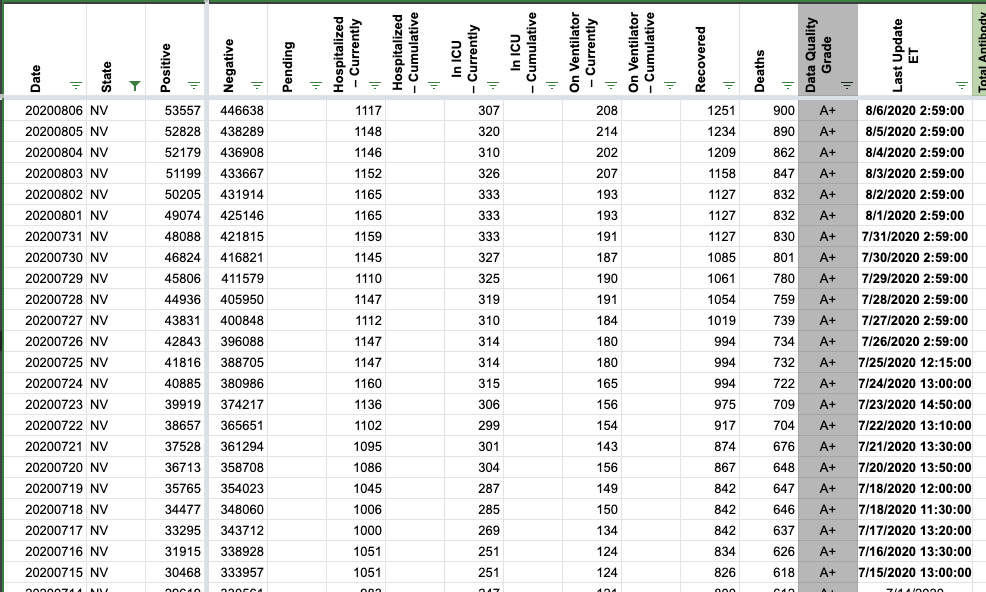 Date State Positive Negative Pending Hospitalized – Currently Hospitalized – Cumulative In ICU – Currently In ICU – Cumulative On Ventilator – Currently On Ventilator – Cumulative Recovered Deaths Data Quality Grade Last Update ET Total Antibody
20200806 NV 53557 446638 1117 307 208 1251 900 A+ 8/6/2020 2:59:00
20200805 NV 52828 438289 1148 320 214 1234 890 A+ 8/5/2020 2:59:00
20200804 NV 52179 436908 1146 310 202 1209 862 A+ 8/4/2020 2:59:00
20200803 NV 51199 433667 1152 326 207 1158 847 A+ 8/3/2020 2:59:00
20200802 NV 50205 431914 1165 333 193 1127 832 A+ 8/2/2020 2:59:00
20200801 NV 49074 425146 1165 333 193 1127 832 A+ 8/1/2020 2:59:00
20200731 NV 48088 421815 1159 333 191 1127 830 A+ 7/31/2020 2:59:00
20200730 NV 46824 416821 1145 327 187 1085 801 A+ 7/30/2020 2:59:00
20200729 NV 45806 411579 1110 325 190 1061 780 A+ 7/29/2020 2:59:00
20200728 NV 44936 405950 1147 319 191 1054 759 A+ 7/28/2020 2:59:00
20200727 NV 43831 400848 1112 310 184 1019 739 A+ 7/27/2020 2:59:00
20200726 NV 42843 396088 1147 314 180 994 734 A+ 7/26/2020 2:59:00
20200725 NV 41816 388705 1147 314 180 994 732 A+ 7/25/2020 12:15:00
20200724 NV 40885 380986 1160 315 165 994 722 A+ 7/24/2020 13:00:00
20200723 NV 39919 374217 1136 306 156 975 709 A+ 7/23/2020 14:50:00
20200722 NV 38657 365651 1102 299 154 917 704 A+ 7/22/2020 13:10:00
20200721 NV 37528 361294 1095 301 143 874 676 A+ 7/21/2020 13:30:00
20200720 NV 36713 358708 1086 304 156 867 648 A+ 7/20/2020 13:50:00
20200719 NV 35765 354023 1045 287 149 842 647 A+ 7/18/2020 12:00:00
20200718 NV 34477 348060 1006 285 150 842 646 A+ 7/18/2020 11:30:00
20200717 NV 33295 343712 1000 269 134 842 637 A+ 7/17/2020 13:20:00
20200716 NV 31915 338928 1051 251 124 834 626 A+ 7/16/2020 13:30:00
20200715 NV 30468 333957 1051 251 124 826 618 A+ 7/15/2020 13:00:00